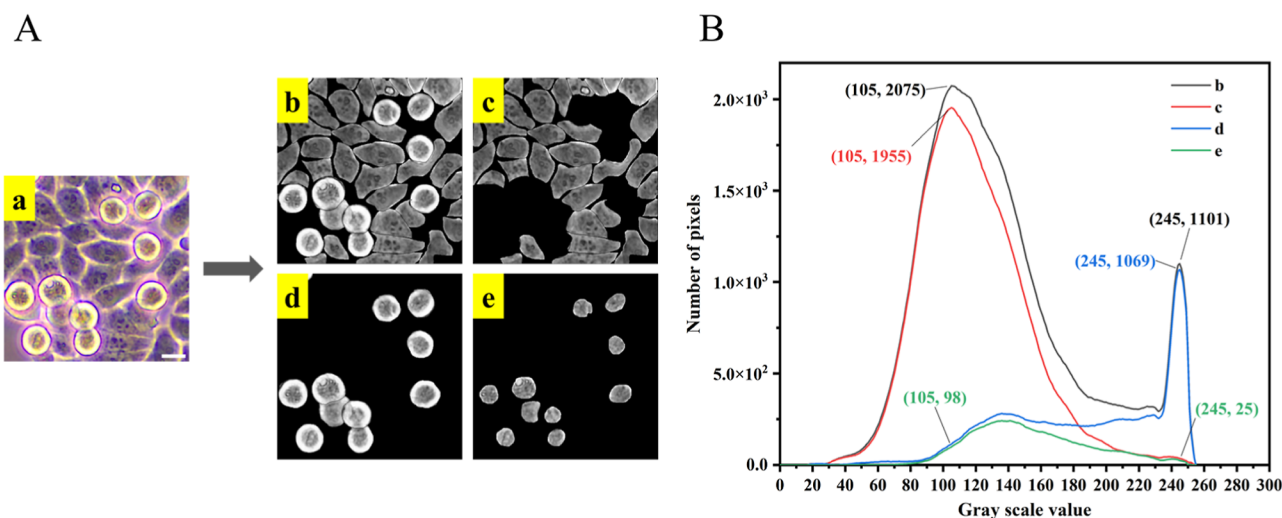 A
a
b
c
d
e
B
(105, 2075)
(105, 1955)
(245, 1101)
(245, 1069)
(105, 98)
(245, 25)
b
c
d
e
Number of pixels
2.0×10³
1.5×10³
1.0×10³
5.0×10²
0.0
0 20 40 60 80 100 120 140 160 180 200 220 240 260 280 300
Gray scale value